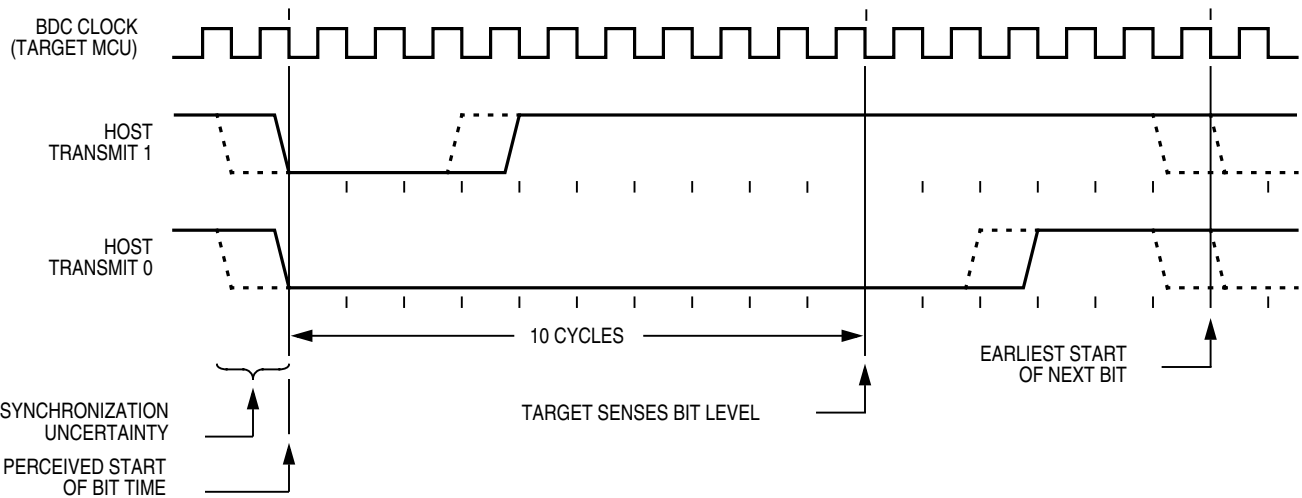 BDC CLOCK
(TARGET MCU)
HOST
TRANSMIT 1
HOST
TRANSMIT 0
10 CYCLES
EARLIEST START
OF NEXT BIT
SYNCHRONIZATION
UNCERTAINTY
TARGET SENSES BIT LEVEL
PERCEIVED START
OF BIT TIME